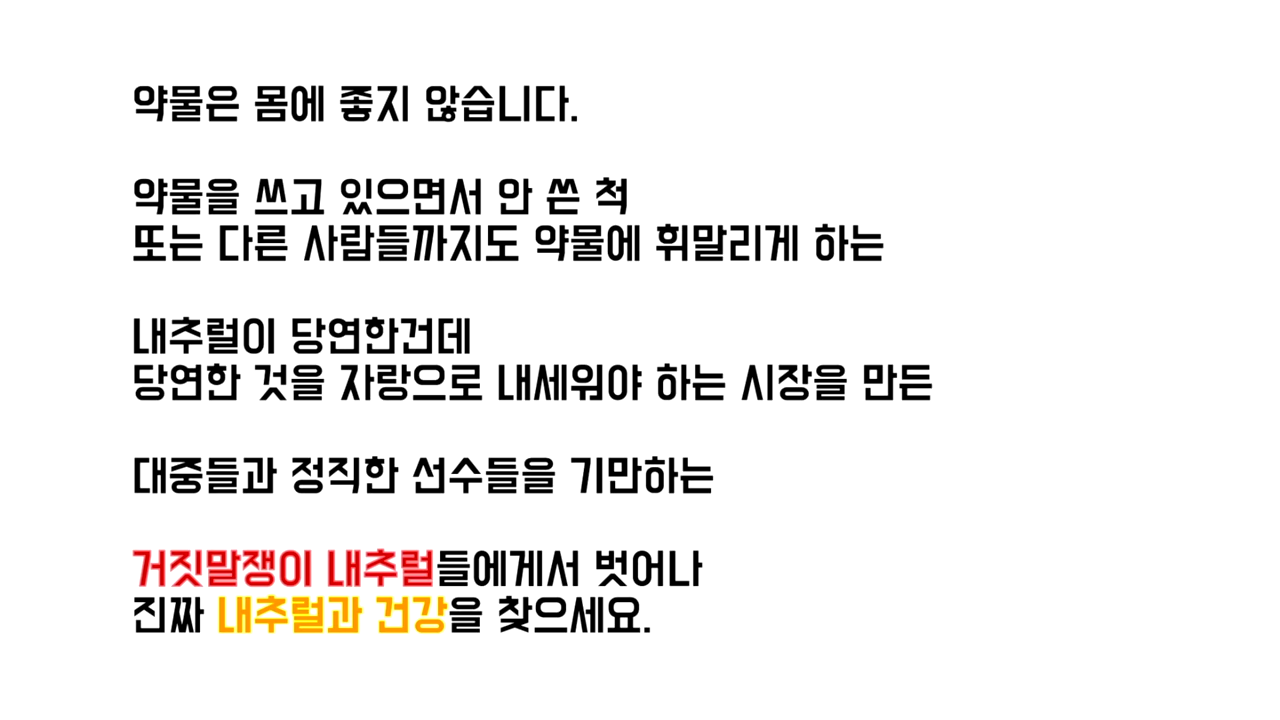 약물은 몸에 좋지 않습니다.
약물을 쓰고 있으면서 안 쓴 척
또는 다른 사람들까지도 약물에 휘말리게 하는
내추럴이 당연한건데
당연한 것을 자랑으로 내세워야 하는 시장을 만든
대중들과 정직한 선수들을 기만하는
거짓말쟁이 내추럴들에게서 벗어나
진짜 내추럴과 건강을 찾으세요.